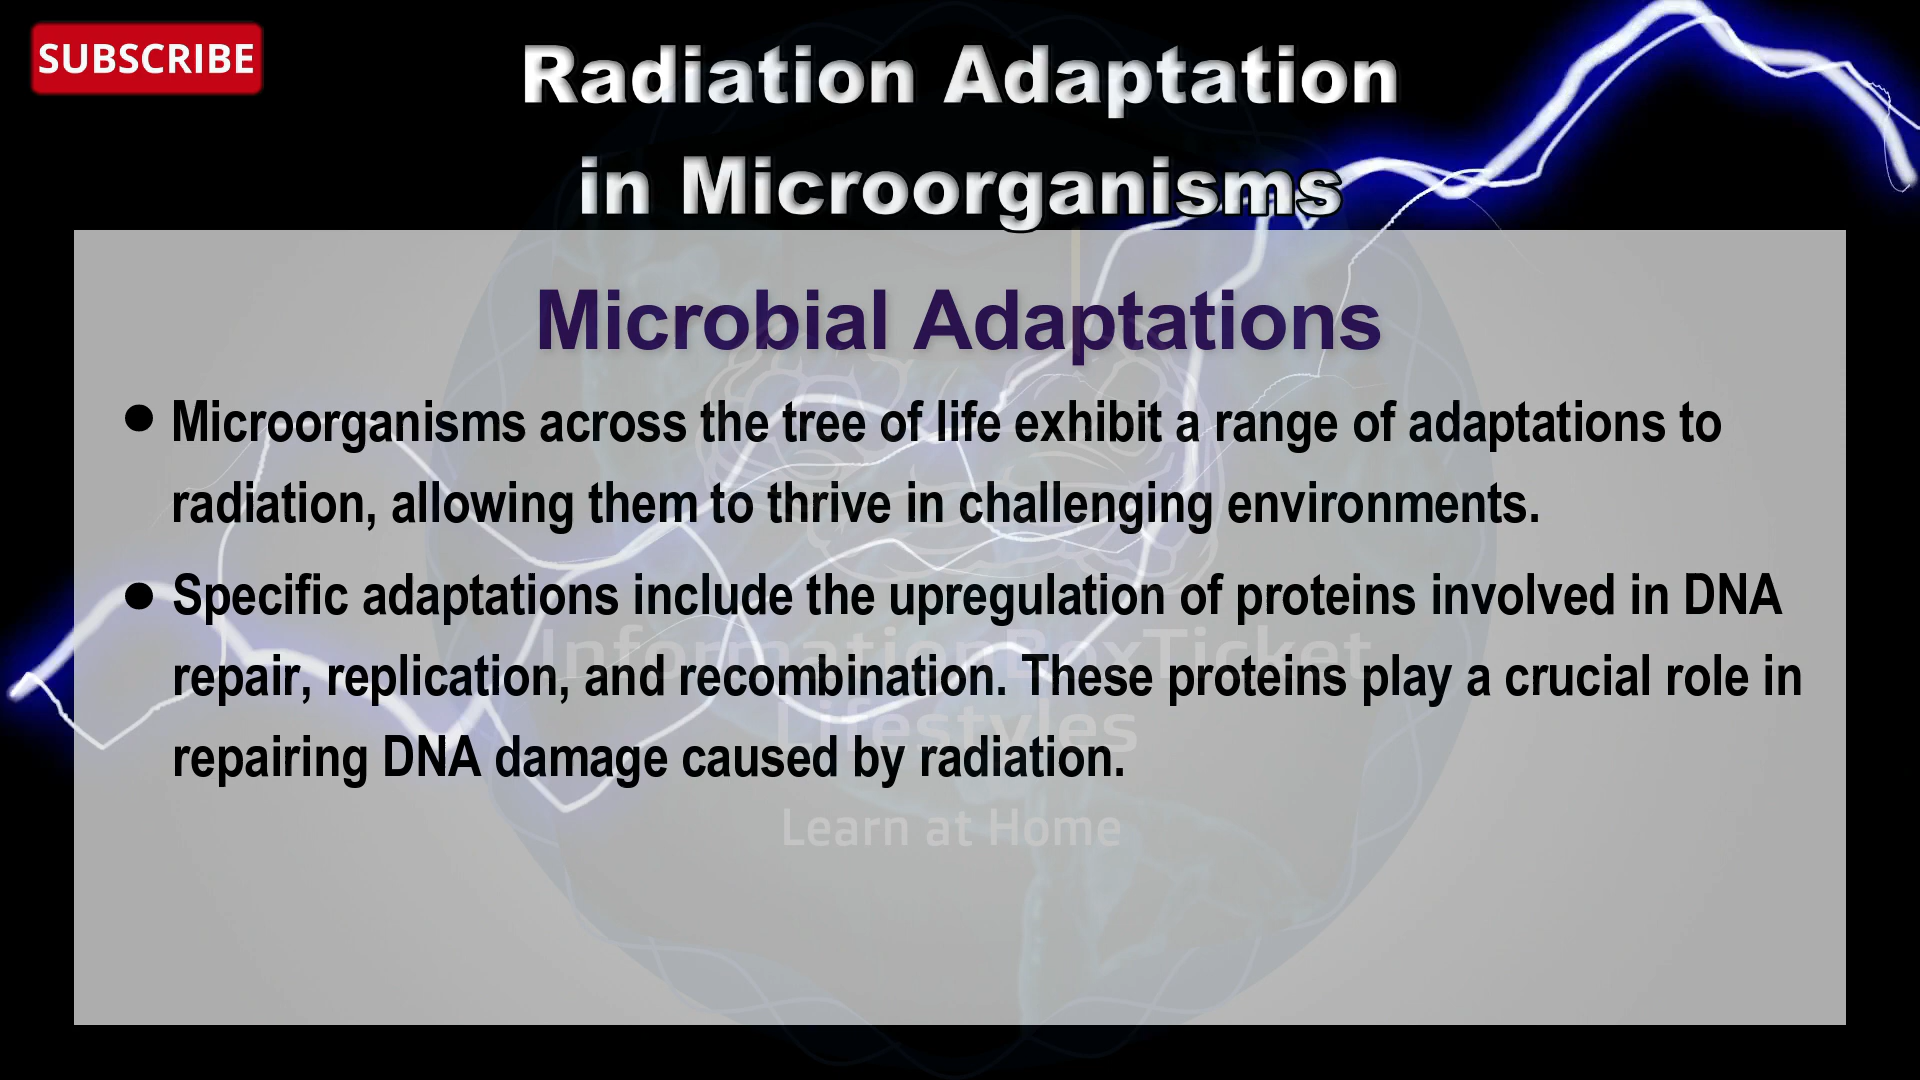 SUBSCRIBE
Radiation Adaptation
in Microorganisms
Microbial Adaptations
● Microorganisms across the tree of life exhibit a range of adaptations to
radiation, allowing them to thrive in challenging environments.
● Specific adaptations include the upregulation of proteins involved in DNA
InformationBoxTicket
repair, replication, and recombination. These proteins play a crucial role in
Lifestyles
repairing DNA damage caused by radiation.
Learn at Home